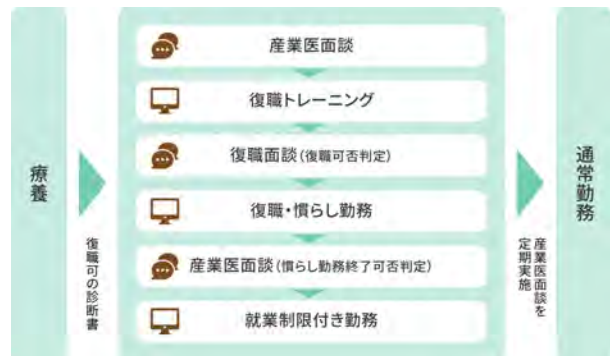 療養
復職可の診断書
産業医面談
復職トレーニング
復職面談(復職可否判定)
復職・慣らし勤務
産業医面談(慣らし勤務終了可否判定)
就業制限付き勤務
産業医面談を
定期実施
通常勤務